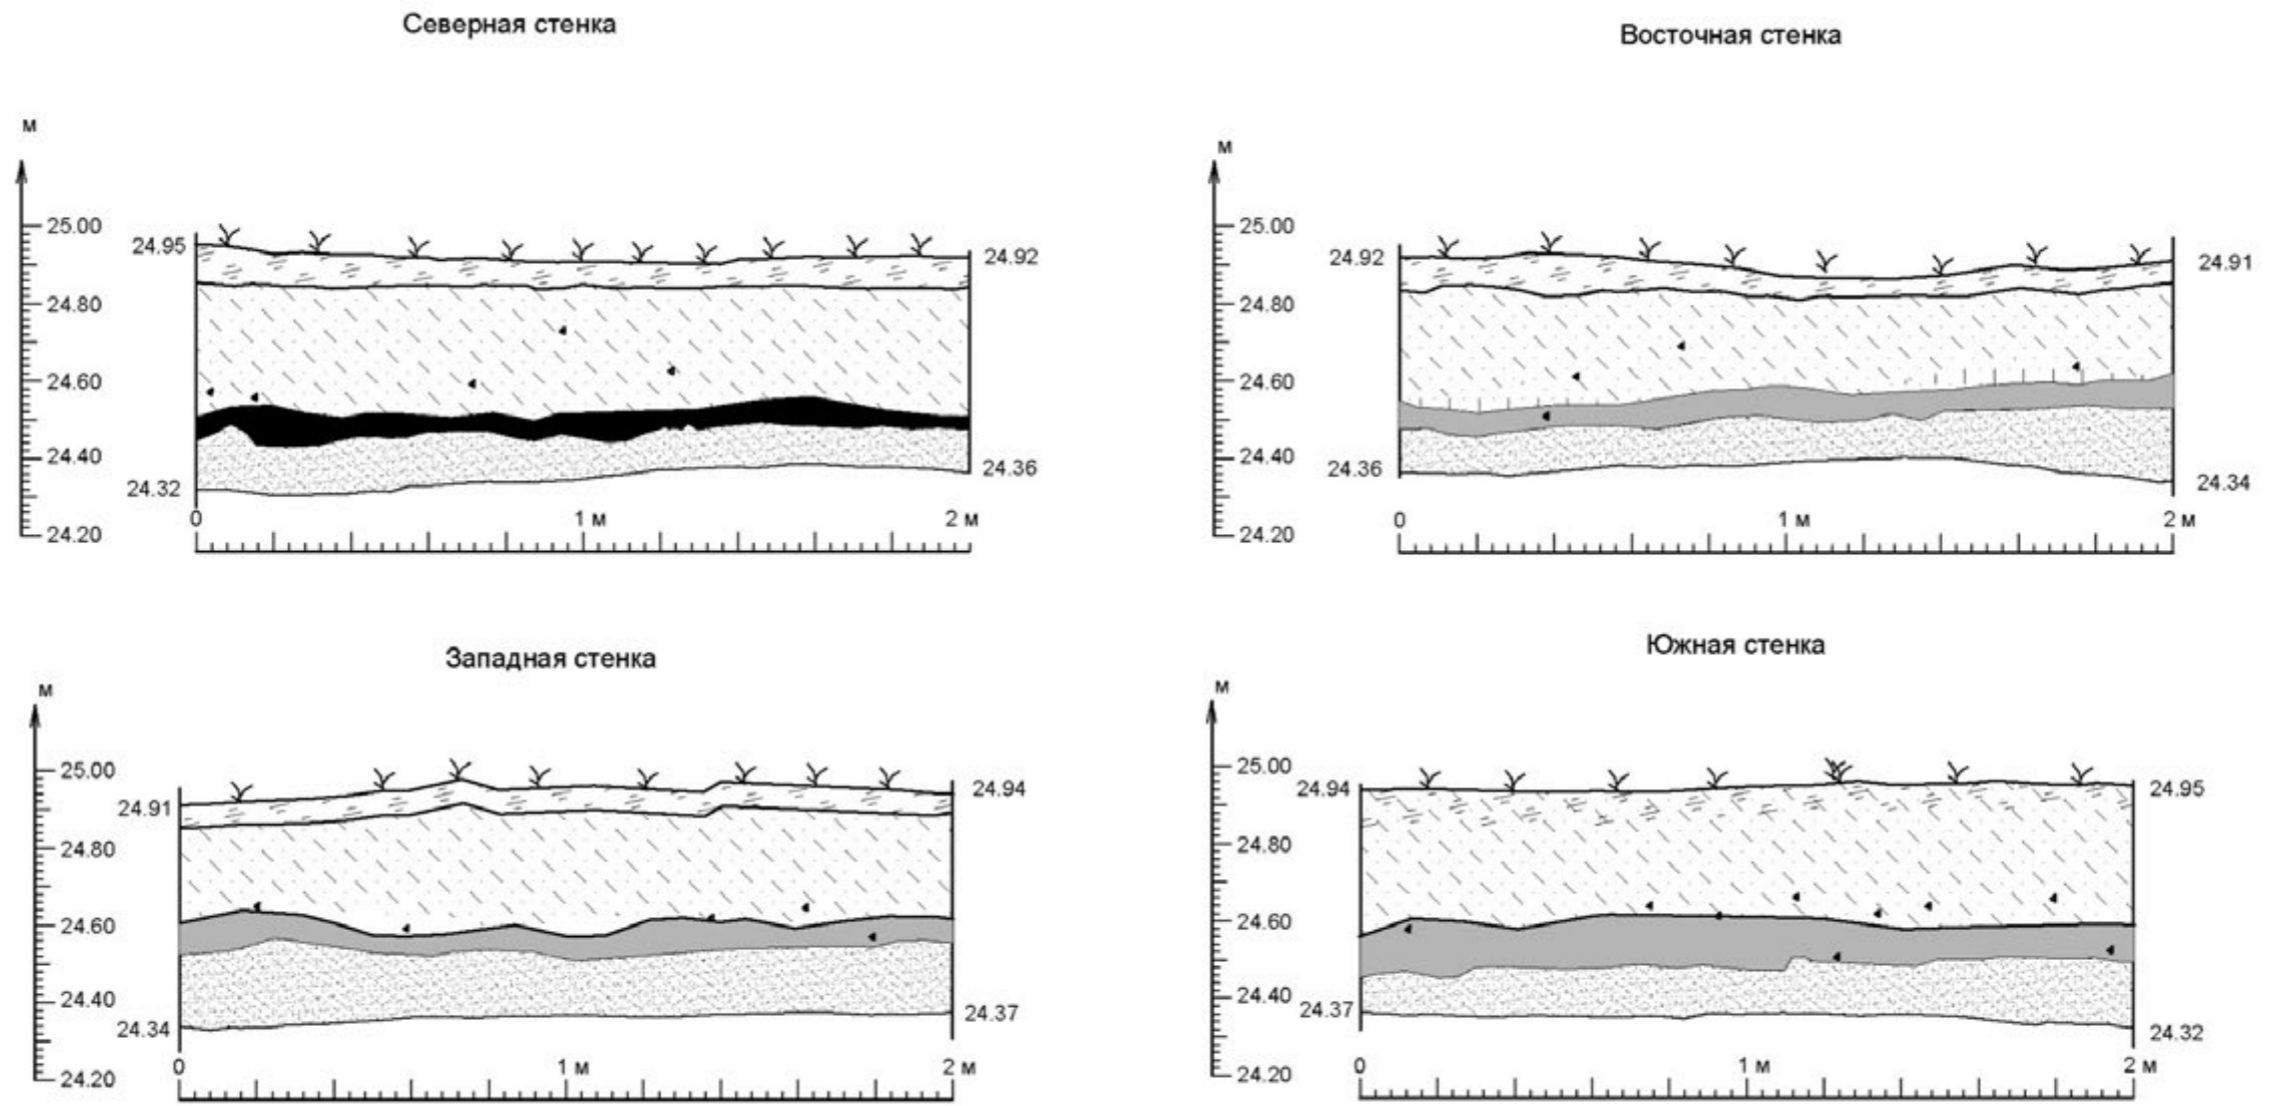 Северная стенка
м
25.00
24.80
24.60
24.40
24.20
24.95
24.92
24.32
24.36
0
1 м
2 м
Восточная стенка
м
25.00
24.80
24.60
24.40
24.20
24.92
24.91
24.36
24.34
0
1 м
2 м
Западная стенка
м
25.00
24.80
24.60
24.40
24.20
24.91
24.94
24.34
24.37
0
1 м
2 м
Южная стенка
м
25.00
24.80
24.60
24.40
24.20
24.94
24.95
24.37
24.32
0
1 м
2 м